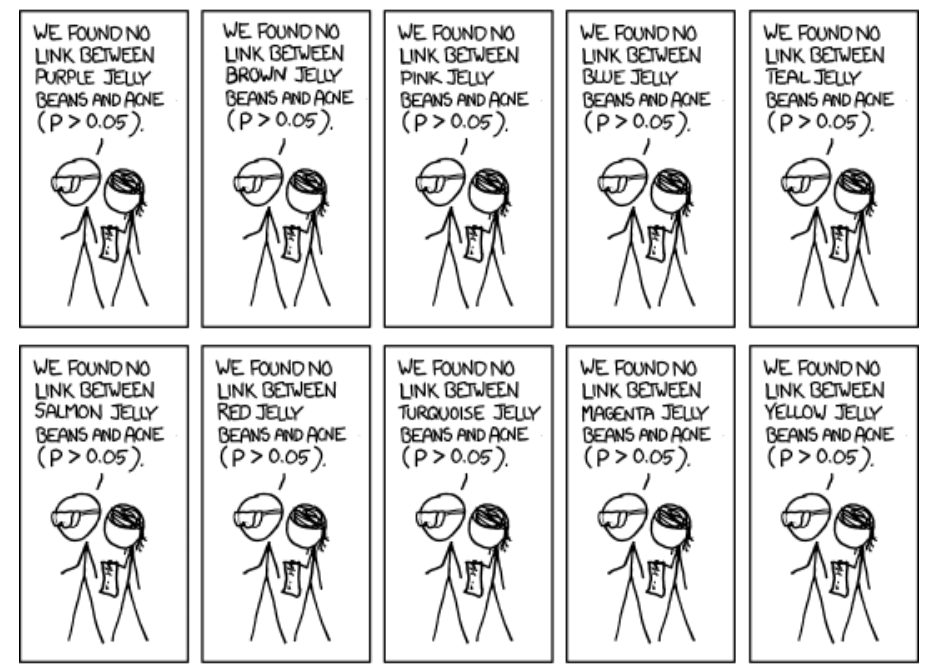 WE FOUND NO
LINK BETWEEN
PURPLE JELLY
BEANS AND ACNE
(P > 0.05).
WE FOUND NO
LINK BETWEEN
BROWN JELLY
BEANS AND ACNE
(P > 0.05).
WE FOUND NO
LINK BETWEEN
PINK JELLY
BEANS AND ACNE
(P > 0.05).
WE FOUND NO
LINK BETWEEN
BLUE JELLY
BEANS AND ACNE
(P > 0.05).
WE FOUND NO
LINK BETWEEN
TEAL JELLY
BEANS AND ACNE
(P > 0.05).
WE FOUND NO
LINK BETWEEN
SALMON JELLY
BEANS AND ACNE
(P > 0.05).
WE FOUND NO
LINK BETWEEN
RED JELLY
BEANS AND ACNE
(P > 0.05).
WE FOUND NO
LINK BETWEEN
TURQUOISE JELLY
BEANS AND ACNE
(P > 0.05).
WE FOUND NO
LINK BETWEEN
MAGENTA JELLY
BEANS AND ACNE
(P > 0.05).
WE FOUND NO
LINK BETWEEN
YELLOW JELLY
BEANS AND ACNE
(P > 0.05).